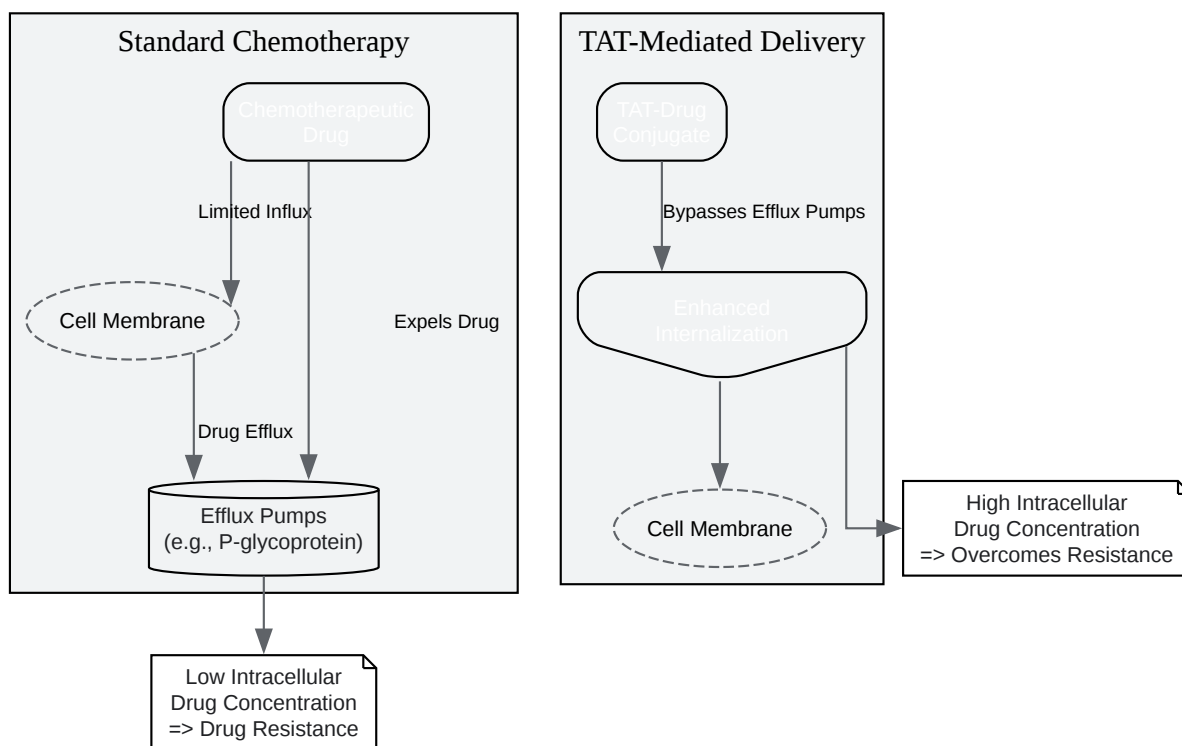 Standard Chemotherapy
Chemotherapeutic
Drug
Limited Influx
Cell Membrane
Expels Drug
Drug Efflux
Efflux Pumps
(e.g., P-glycoprotein)
Low Intracellular
Drug Concentration
=> Drug Resistance
TAT-Mediated Delivery
TAT-Drug
Conjugate
Bypasses Efflux Pumps
Enhanced
Internalization
Cell Membrane
High Intracellular
Drug Concentration
=> Overcomes Resistance